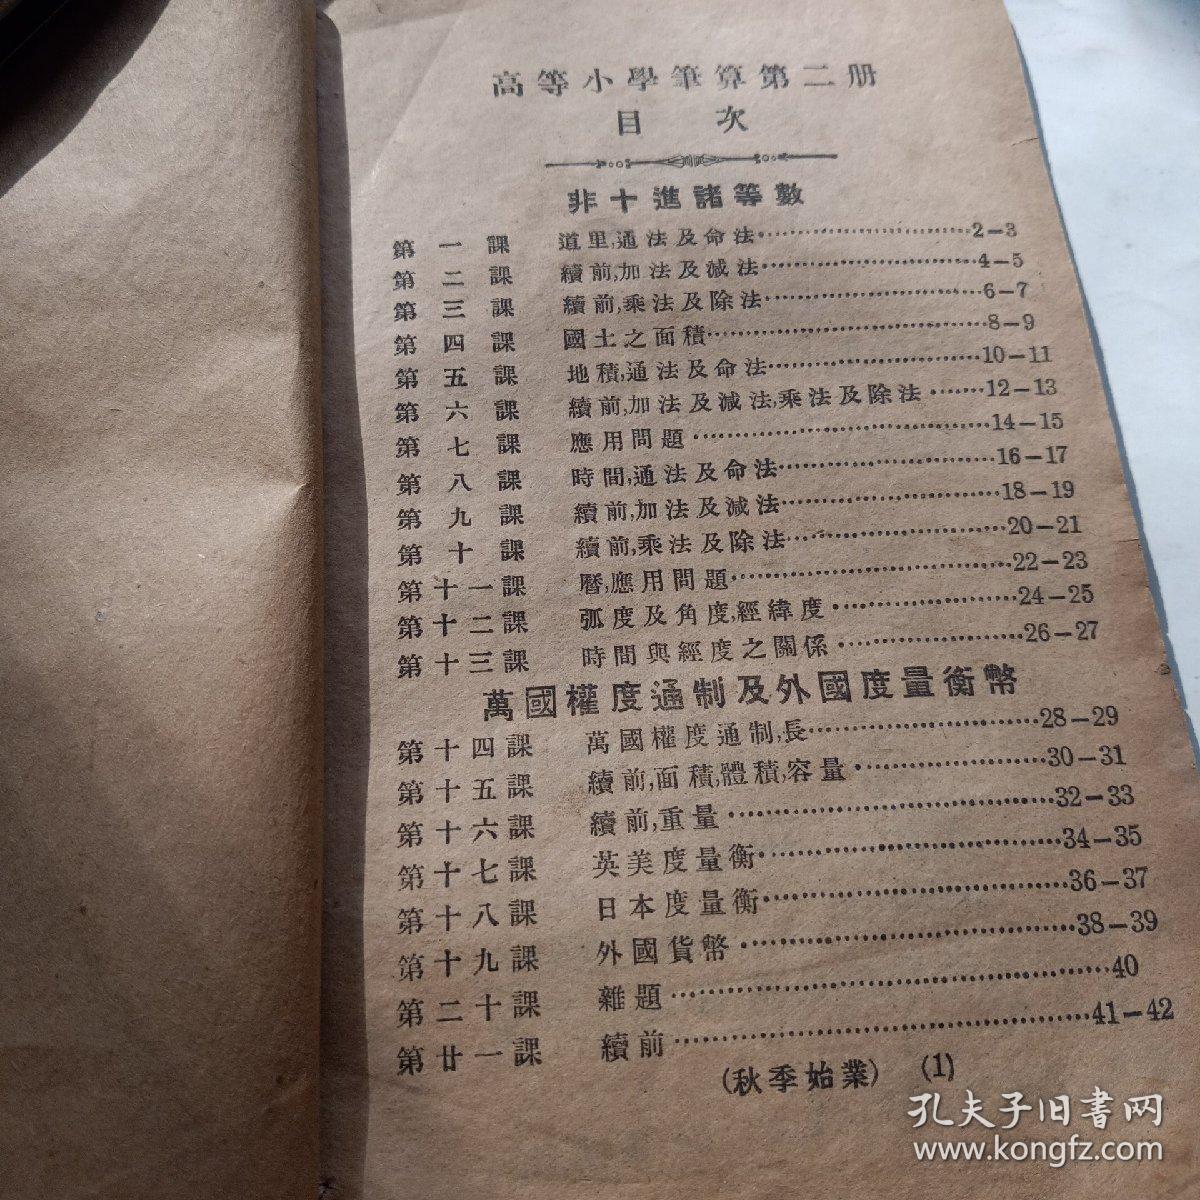 高等小學筆算第二册
目次
非十進諸等數
第一課 道里,通法及命法……2-3
第二課 續前,加法及減法……4-5
第三課 續前,乘法及除法……6-7
第四課 國土之面積……8-9
第五課 地積,通法及命法……10-11
第六課 續前,加法及減法,乘法及除法……12-13
第七課 應用問題……14-15
第八課 時間,通法及命法……16-17
第九課 續前,加法及減法……18-19
第十課 續前,乘法及除法……20-21
第十一課 曆,應用問題……22-23
第十二課 弧度及角度,經緯度……24-25
第十三課 時間與經度之關係……26-27
萬國權度通制及外國度量衡幣
第十四課 萬國權度通制,長……28-29
第十五課 續前,面積,體積,容量……30-31
第十六課 續前,重量……32-33
第十七課 英美度量衡……34-35
第十八課 日本度量衡……36-37
第十九課 外國貨幣……38-39
第二十課 雜題……40
第廿一課 續前……41-42
(秋季始業) (1)
孔夫子旧书网
www.kongfz.com